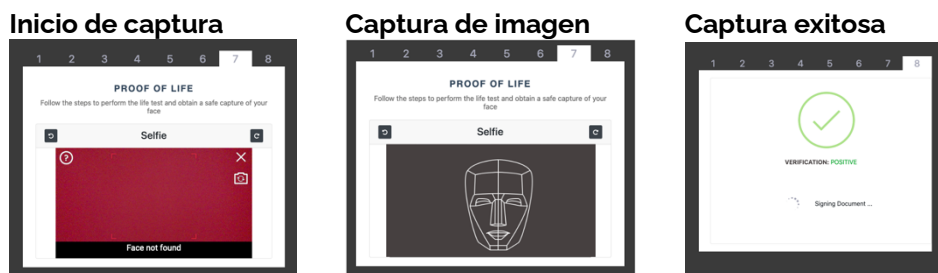 Inicio de captura
1 2 3 4 5 6 7 8
PROOF OF LIFE
Follow the steps to perform the life test and obtain a safe capture of your
face
Selfie
Face not found
Captura de imagen
1 2 3 4 5 6 7 8
PROOF OF LIFE
Follow the steps to perform the life test and obtain a safe capture of your
face
Selfie
Captura exitosa
1 2 3 4 5 6 7 8
VERIFICATION: POSITIVE
Signing Document ...